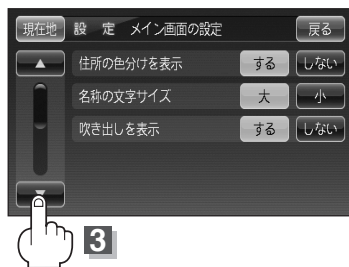 現在地 設 定 メイン画面の設定 戻る
▲ 住所の色分けを表示 する しない
名称の文字サイズ 大 小
吹き出しを表示 する しない
▼
3